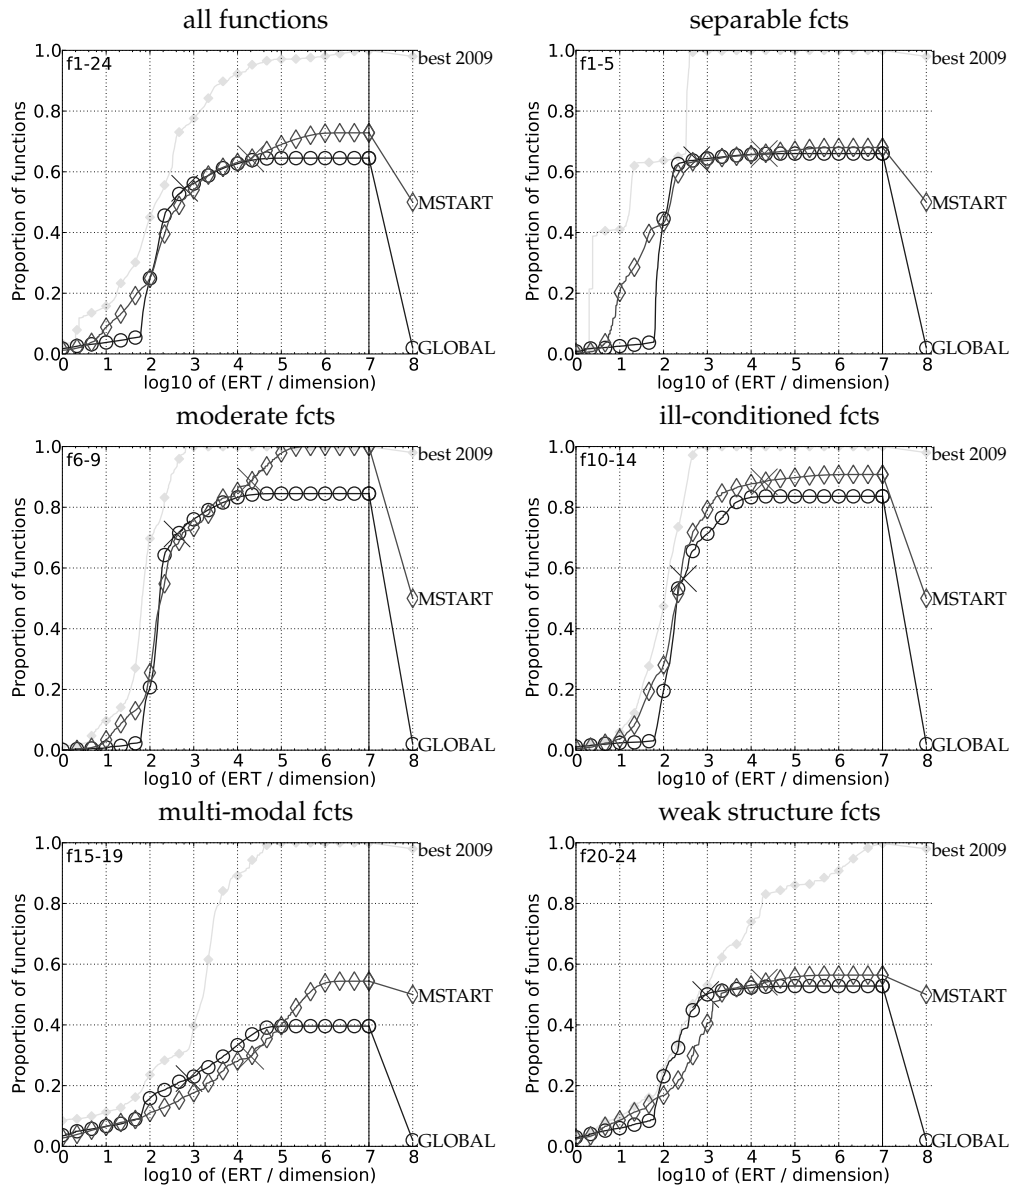 all functions
1.0
0.8
0.6
0.4
0.2
0.0
Proportion of functions
f1-24
best 2009
MSTART
GLOBAL
0 1 2 3 4 5 6 7 8
log10 of (ERT / dimension)
separable fcts
1.0
0.8
0.6
0.4
0.2
0.0
Proportion of functions
f1-5
best 2009
MSTART
GLOBAL
0 1 2 3 4 5 6 7 8
log10 of (ERT / dimension)
moderate fcts
1.0
0.8
0.6
0.4
0.2
0.0
Proportion of functions
f6-9
best 2009
MSTART
GLOBAL
0 1 2 3 4 5 6 7 8
log10 of (ERT / dimension)
ill-conditioned fcts
1.0
0.8
0.6
0.4
0.2
0.0
Proportion of functions
f10-14
best 2009
MSTART
GLOBAL
0 1 2 3 4 5 6 7 8
log10 of (ERT / dimension)
multi-modal fcts
1.0
0.8
0.6
0.4
0.2
0.0
Proportion of functions
f15-19
best 2009
MSTART
GLOBAL
0 1 2 3 4 5 6 7 8
log10 of (ERT / dimension)
weak structure fcts
1.0
0.8
0.6
0.4
0.2
0.0
Proportion of functions
f20-24
best 2009
MSTART
GLOBAL
0 1 2 3 4 5 6 7 8
log10 of (ERT / dimension)